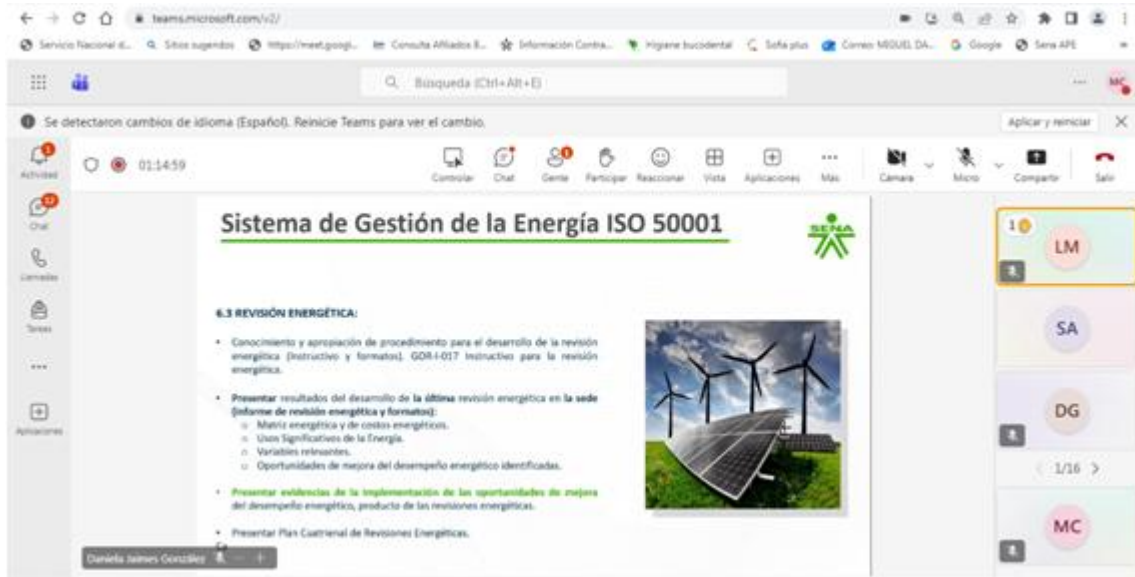 teams.microsoft.com/v2/
Servicio Nacional d... Sitios sugeridos https://meet.googl... Consulta Afiliados B... Información Contra... Higiene bucodental Sofia plus Correo MIGUEL DA... Google Sena APE
Búsqueda (Ctrl+Alt+E)
MC
Se detectaron cambios de idioma (Español). Reinicie Teams para ver el cambio.
Aplicar y reiniciar
1
Actividad
01:14:59
Controlar Chat Gente Participar Reaccionar Vista Aplicaciones Más Cámara Micro Compartir Salir
Chat
Llamadas
Tareas
Aplicaciones
Sistema de Gestión de la Energía ISO 50001
SENA
6.3 REVISIÓN ENERGÉTICA:
• Conocimiento y apropiación de procedimiento para el desarrollo de la revisión
energética (instructivo y formatos). GOR-I-017 Instructivo para la revisión
energética.
• Presentar resultados del desarrollo de la última revisión energética en la sede
(informe de revisión energética y formatos):
o Matriz energética y de costos energéticos.
o Usos Significativos de la Energía.
o Variables relevantes.
o Oportunidades de mejora del desempeño energético identificadas.
• Presentar evidencias de la implementación de las oportunidades de mejora
del desempeño energético, producto de las revisiones energéticas.
• Presentar Plan Cuatrienal de Revisiones Energéticas.
Daniela Jaimes González
1
LM
SA
DG
1/16
MC